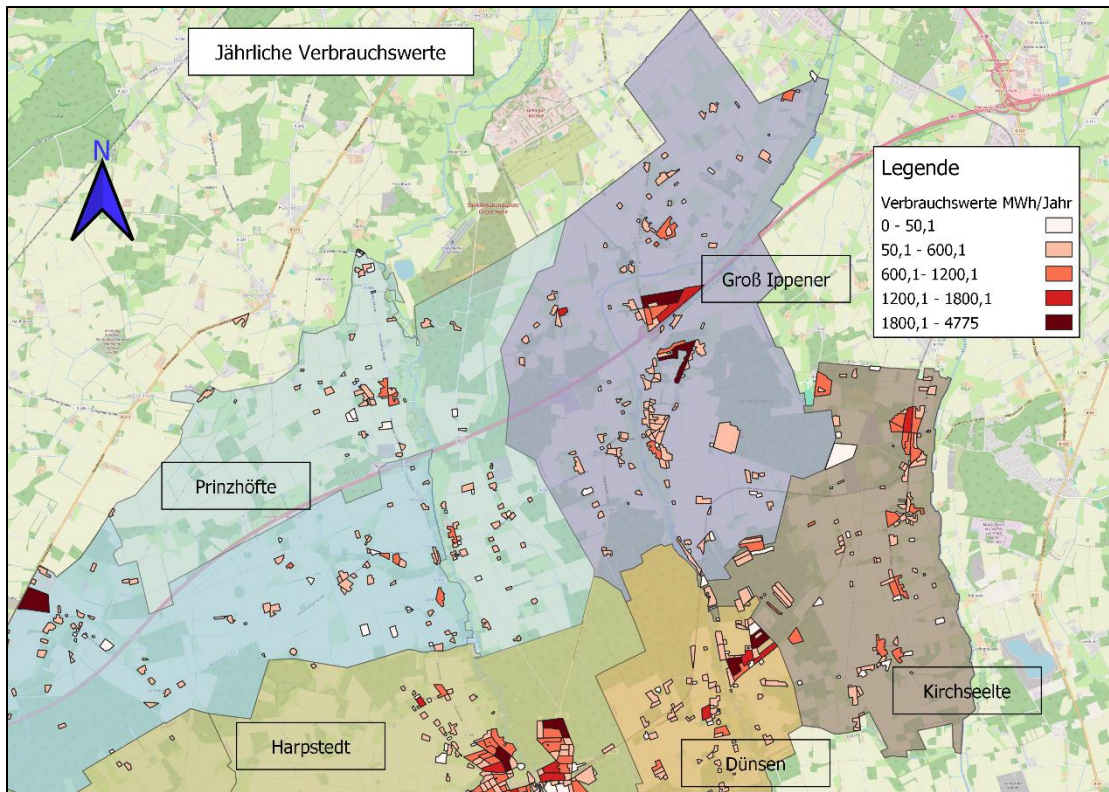 Jährliche Verbrauchswerte
N
Legende
Verbrauchswerte MWh/Jahr
0 - 50,1
50,1 - 600,1
600,1 - 1200,1
1200,1 - 1800,1
1800,1 - 4775
Groß Ippener
Prinzhöfte
Kirchseelte
Harpstedt
Dünsen